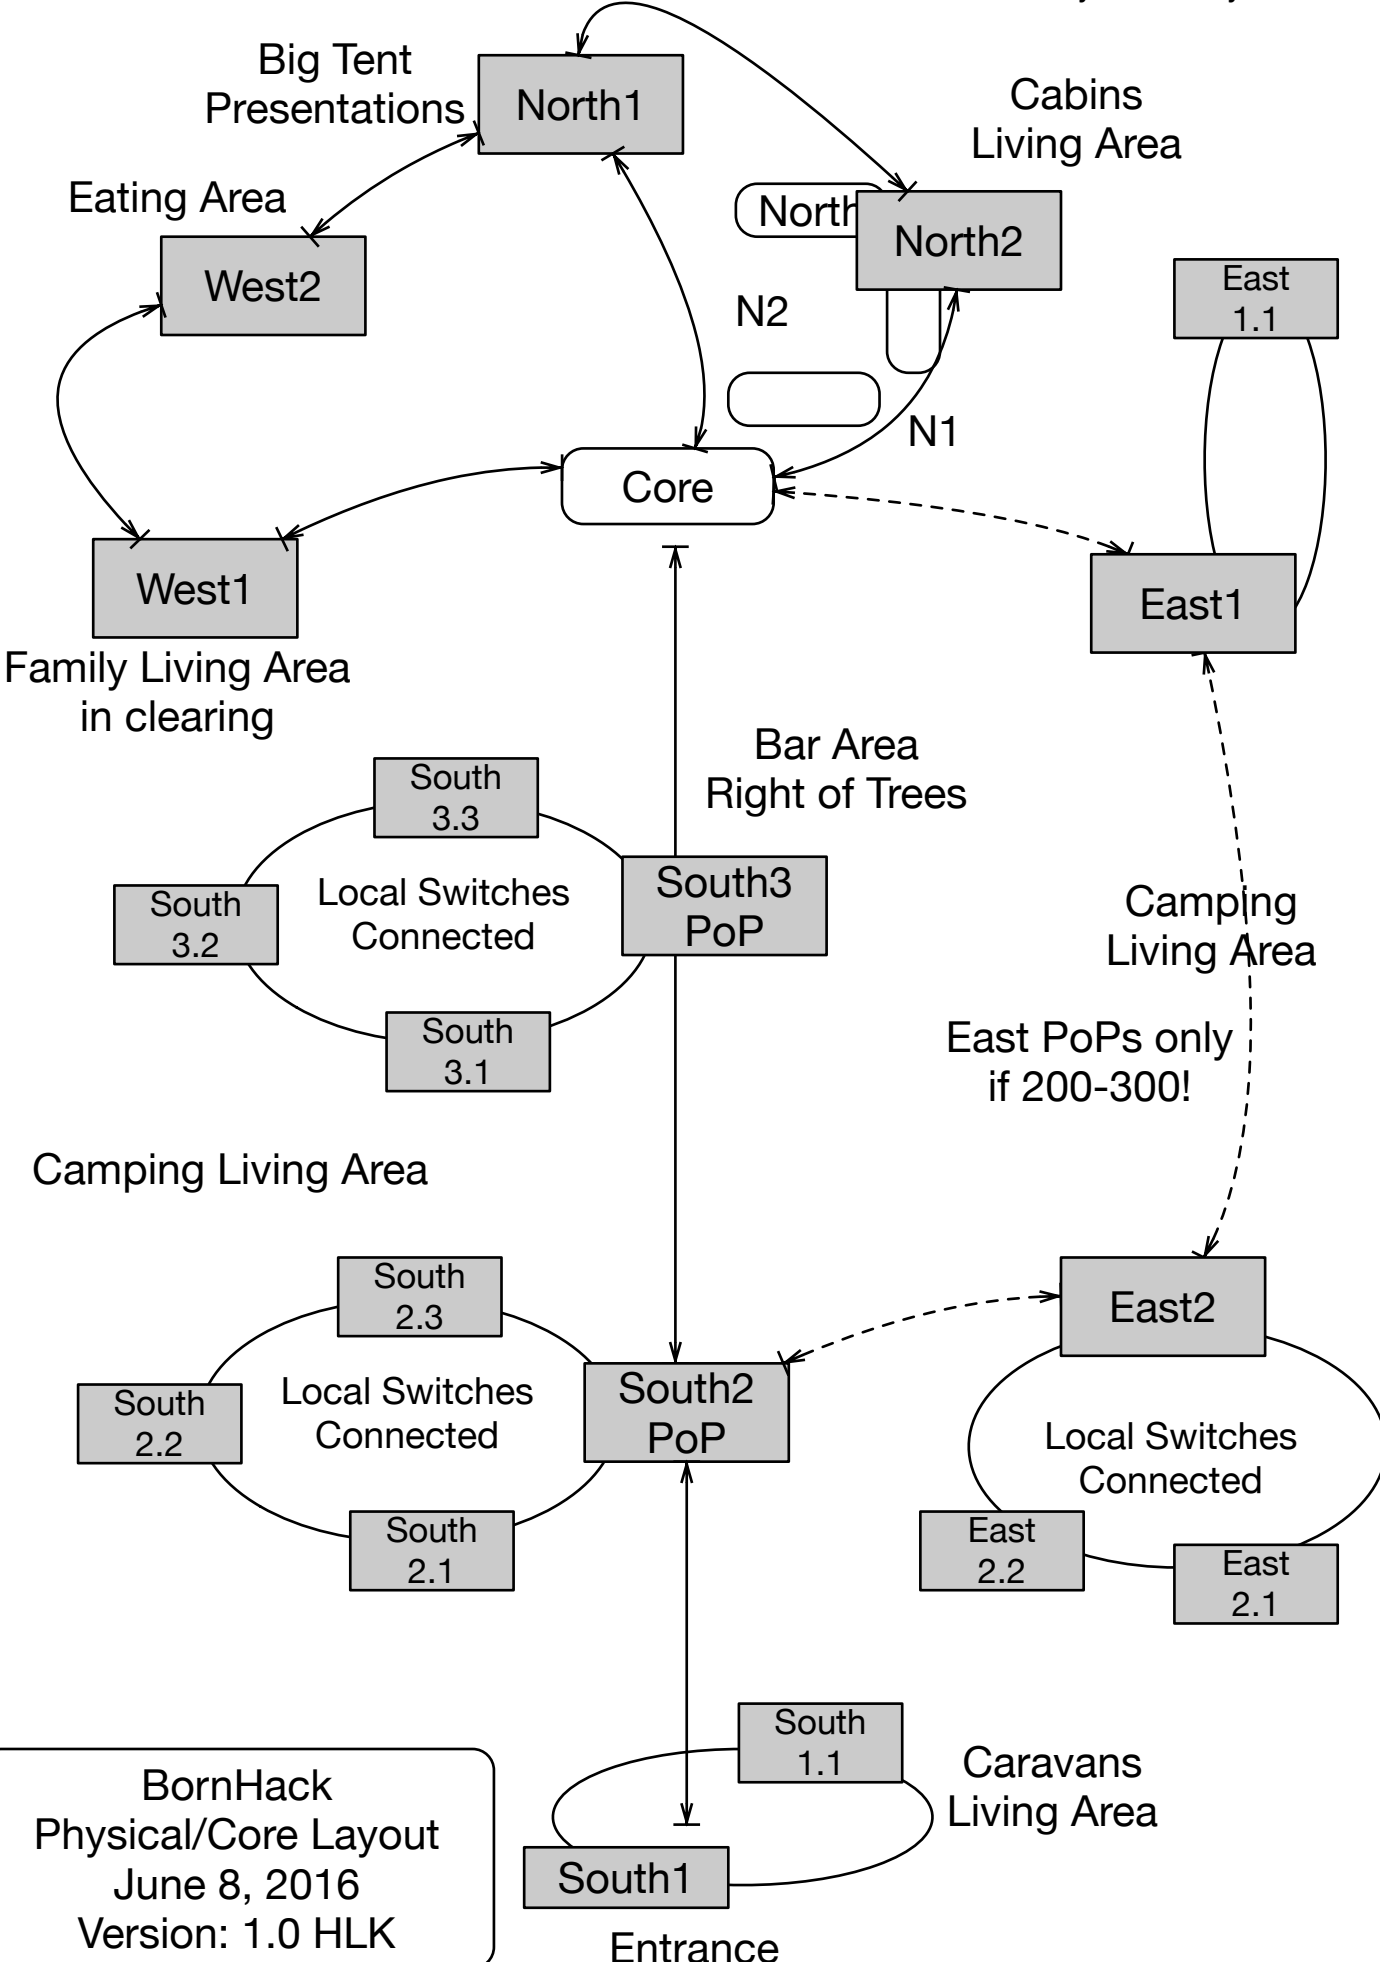 Big Tent
Presentations
North1
Cabins
Living Area
Eating Area
North
North2
West2
N2
East
1.1
N1
Core
West1
East1
Family Living Area
in clearing
Bar Area
Right of Trees
South
3.3
South3
PoP
Local Switches
Connected
South
3.2
Camping
Living Area
South
3.1
East PoPs only
if 200-300!
Camping Living Area
South
2.3
East2
South2
PoP
Local Switches
Connected
South
2.2
Local Switches
Connected
South
2.1
East
2.2
East
2.1
South
1.1
Caravans
Living Area
BornHack
Physical/Core Layout
June 8, 2016
Version: 1.0 HLK
South1
Entrance